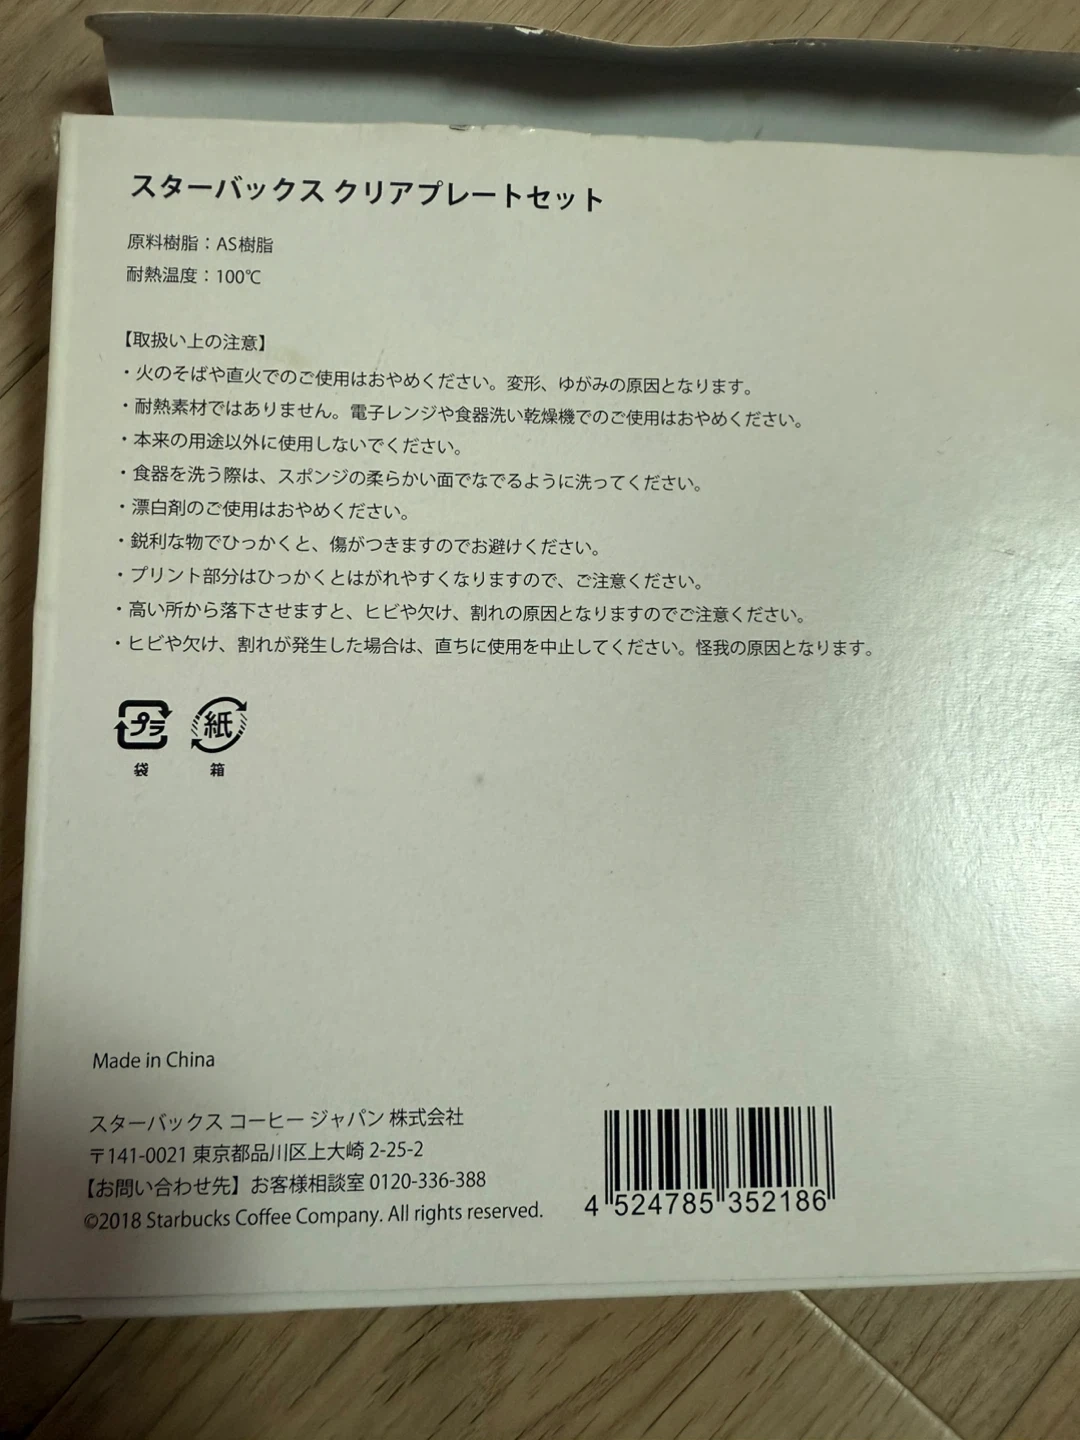 スターバックス クリアプレートセット
原料樹脂：AS樹脂
耐熱温度：100℃
【取扱い上の注意】
・火のそばや直火でのご使用はおやめください。変形、ゆがみの原因となります。
・耐熱素材ではありません。電子レンジや食器洗い乾燥機でのご使用はおやめください。
・本来の用途以外に使用しないでください。
・食器を洗う際は、スポンジの柔らかい面でなでるように洗ってください。
・漂白剤のご使用はおやめください。
・鋭利な物でひっかくと、傷がつきますのでお避けください。
・プリント部分はひっかくとはがれやすくなりますので、ご注意ください。
・高い所から落下させますと、ヒビや欠け、割れの原因となりますのでご注意ください。
・ヒビや欠け、割れが発生した場合は、直ちに使用を中止してください。怪我の原因となります。
プラ 紙
袋 箱
Made in China
スターバックス コーヒー ジャパン 株式会社
〒141-0021 東京都品川区上大崎 2-25-2
【お問い合わせ先】お客様相談室 0120-336-388
©2018 Starbucks Coffee Company. All rights reserved.
4 524785 352186